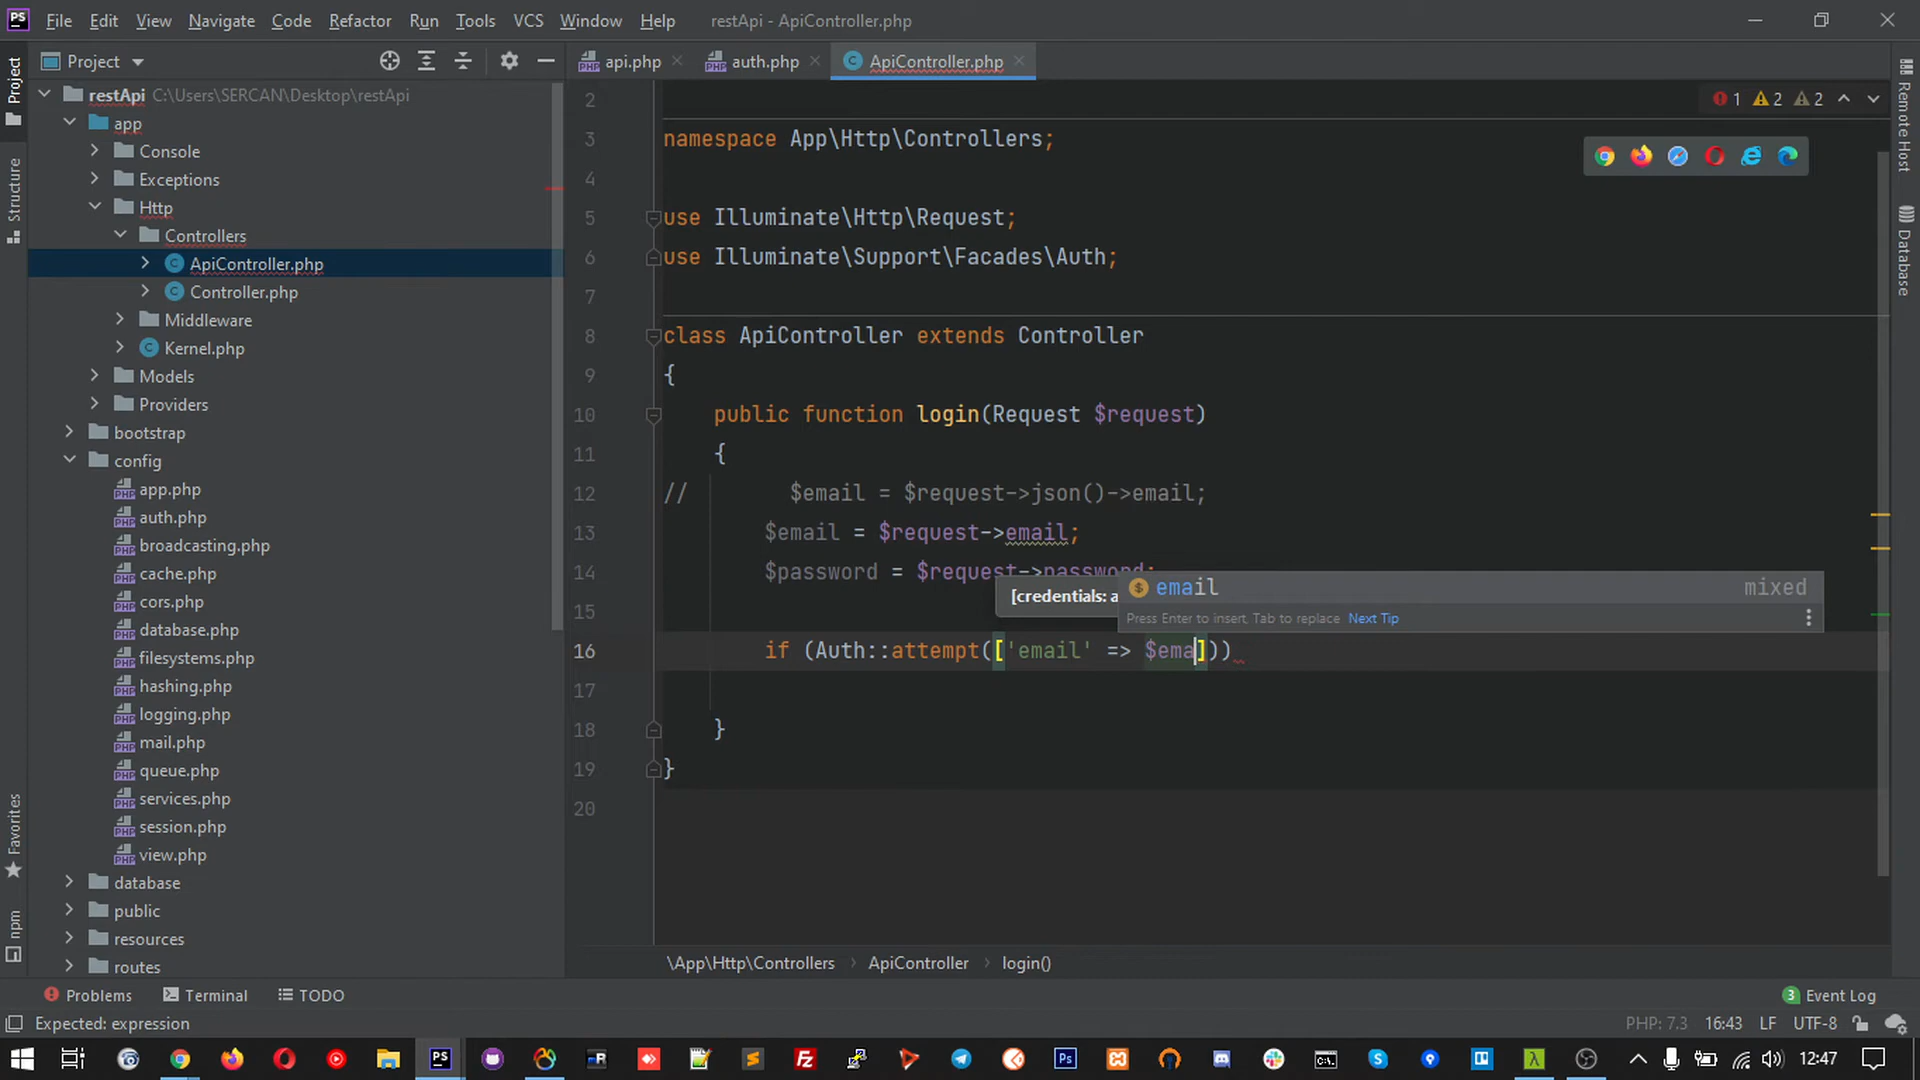 PS File Edit View Navigate Code Refactor Run Tools VCS Window Help restApi - ApiController.php
Project api.php auth.php ApiController.php
Project
Structure
Favorites
npm
restApi C:\Users\SERCAN\Desktop\restApi
app
Console
Exceptions
Http
Controllers
ApiController.php
Controller.php
Middleware
Kernel.php
Models
Providers
bootstrap
config
app.php
auth.php
broadcasting.php
cache.php
cors.php
database.php
filesystems.php
hashing.php
logging.php
mail.php
queue.php
services.php
session.php
view.php
database
public
resources
routes
1 2 2
2
3 namespace App\Http\Controllers;
4
5 use Illuminate\Http\Request;
6 use Illuminate\Support\Facades\Auth;
7
8 class ApiController extends Controller
9 {
10 public function login(Request $request)
11 {
12 // $email = $request->json()->email;
13 $email = $request->email;
14 $password = $request->password;
[credentials: a
email mixed
Press Enter to insert, Tab to replace Next Tip
15
16 if (Auth::attempt(['email' => $ema]))
17
18 }
19 }
20
Remote Host
Database
\App\Http\Controllers ApiController login()
Problems Terminal TODO 3 Event Log
Expected: expression PHP: 7.3 16:43 LF UTF-8
12:47